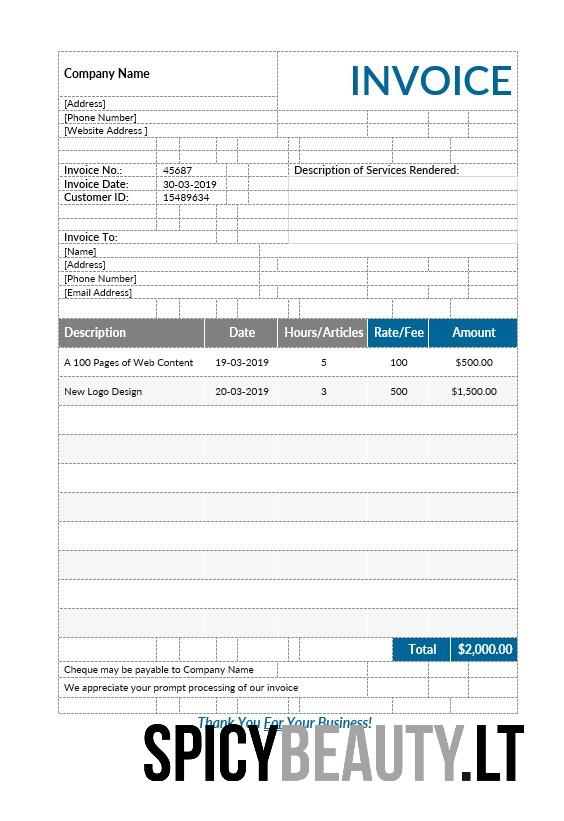 Company Name
INVOICE
[Address]
[Phone Number]
[Website Address ]
Invoice No.: 45687 Description of Services Rendered:
Invoice Date: 30-03-2019
Customer ID: 15489634
Invoice To:
[Name]
[Address]
[Phone Number]
[Email Address]
Description Date Hours/Articles Rate/Fee Amount
A 100 Pages of Web Content 19-03-2019 5 100 $500.00
New Logo Design 20-03-2019 3 500 $1,500.00
Total $2,000.00
Cheque may be payable to Company Name
We appreciate your prompt processing of our invoice
Thank You For Your Business!
SPICYBEAUTY.LT